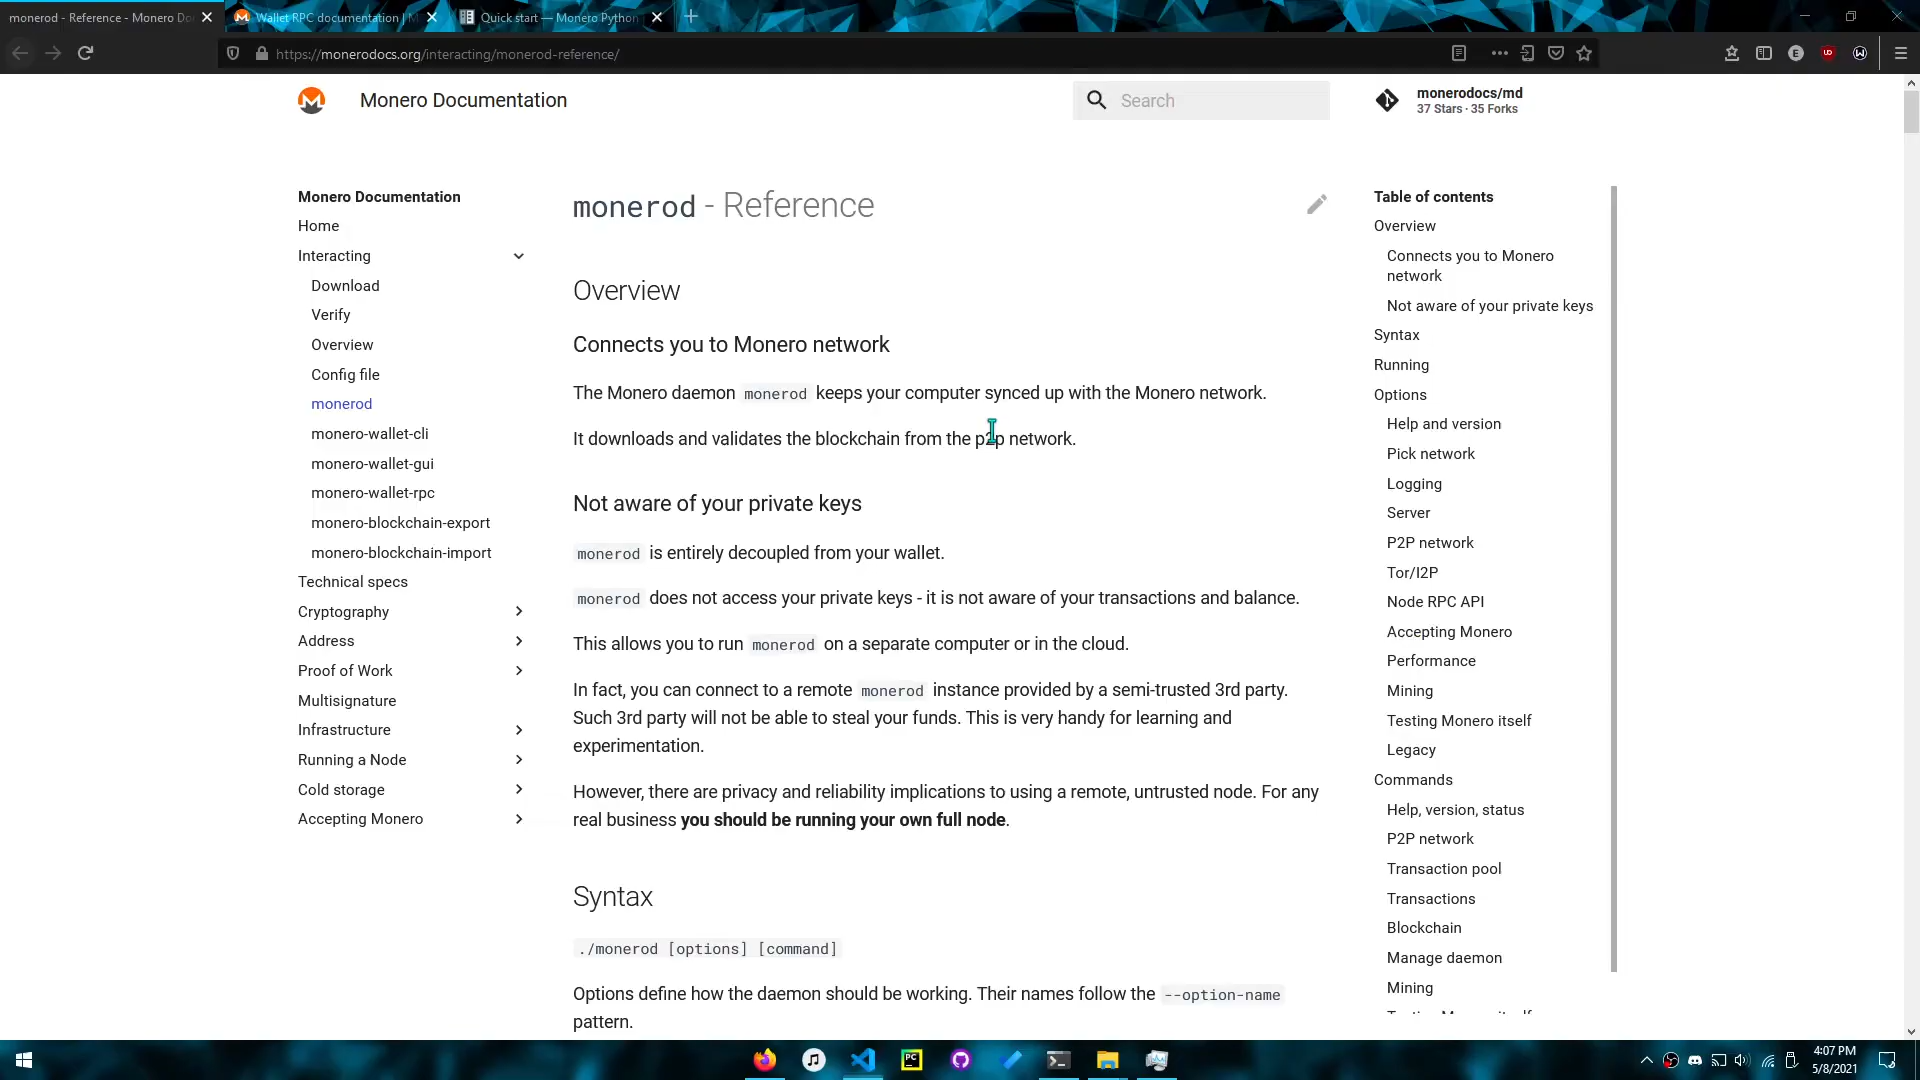 monerod - Reference - Monero Do
Wallet RPC documentation | M
Quick start — Monero Python
https://monerodocs.org/interacting/monerod-reference/
Monero Documentation
Search
monerodocs/md
37 Stars · 35 Forks
Monero Documentation
Home
Interacting
Download
Verify
Overview
Config file
monerod
monero-wallet-cli
monero-wallet-gui
monero-wallet-rpc
monero-blockchain-export
monero-blockchain-import
Technical specs
Cryptography
Address
Proof of Work
Multisignature
Infrastructure
Running a Node
Cold storage
Accepting Monero
monerod - Reference
Overview
Connects you to Monero network
The Monero daemon monerod keeps your computer synced up with the Monero network.
It downloads and validates the blockchain from the p2p network.
Not aware of your private keys
monerod is entirely decoupled from your wallet.
monerod does not access your private keys - it is not aware of your transactions and balance.
This allows you to run monerod on a separate computer or in the cloud.
In fact, you can connect to a remote monerod instance provided by a semi-trusted 3rd party.
Such 3rd party will not be able to steal your funds. This is very handy for learning and
experimentation.
However, there are privacy and reliability implications to using a remote, untrusted node. For any
real business you should be running your own full node.
Syntax
./monerod [options] [command]
Options define how the daemon should be working. Their names follow the --option-name
pattern.
Table of contents
Overview
Connects you to Monero
network
Not aware of your private keys
Syntax
Running
Options
Help and version
Pick network
Logging
Server
P2P network
Tor/I2P
Node RPC API
Accepting Monero
Performance
Mining
Testing Monero itself
Legacy
Commands
Help, version, status
P2P network
Transaction pool
Transactions
Blockchain
Manage daemon
Mining
Testing Monero itself
PC
4:07 PM
5/8/2021